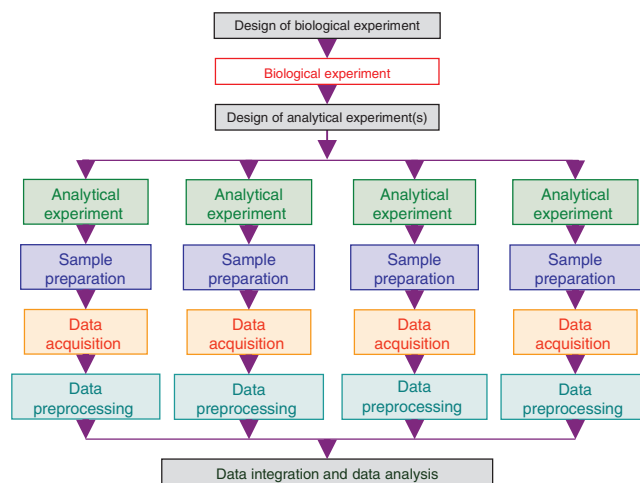 Design of biological experiment
Biological experiment
Design of analytical experiment(s)
Analytical
experiment
Analytical
experiment
Analytical
experiment
Analytical
experiment
Sample
preparation
Sample
preparation
Sample
preparation
Sample
preparation
Data
acquisition
Data
acquisition
Data
acquisition
Data
acquisition
Data
preprocessing
Data
preprocessing
Data
preprocessing
Data
preprocessing
Data integration and data analysis